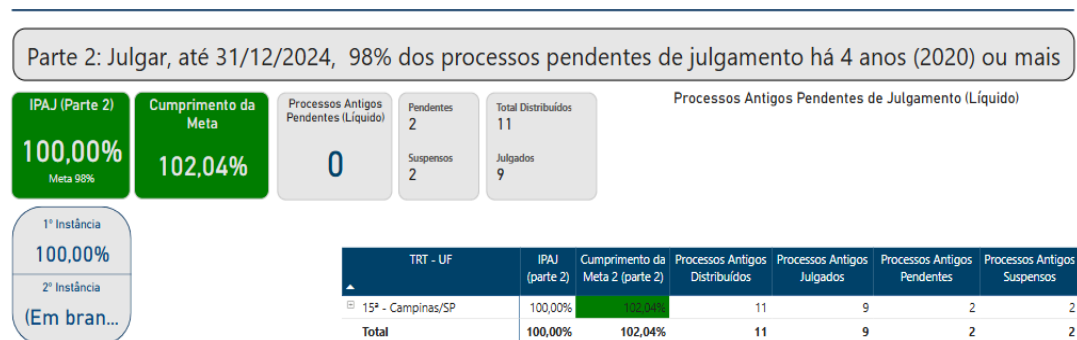 Parte 2: Julgar, até 31/12/2024, 98% dos processos pendentes de julgamento há 4 anos (2020) ou mais
IPAJ (Parte 2)
100,00%
Meta 98%
Cumprimento da
Meta
102,04%
Processos Antigos
Pendentes (Líquido)
0
Pendentes
2
Suspensos
2
Total Distribuídos
11
Julgados
9
Processos Antigos Pendentes de Julgamento (Líquido)
1º Instância
100,00%
2º Instância
(Em bran...
TRT - UF IPAJ (parte 2) Cumprimento da Meta 2 (parte 2) Processos Antigos Distribuídos Processos Antigos Julgados Processos Antigos Pendentes Processos Antigos Suspensos
15ª - Campinas/SP 100,00% 102,04% 11 9 2 2
Total 100,00% 102,04% 11 9 2 2